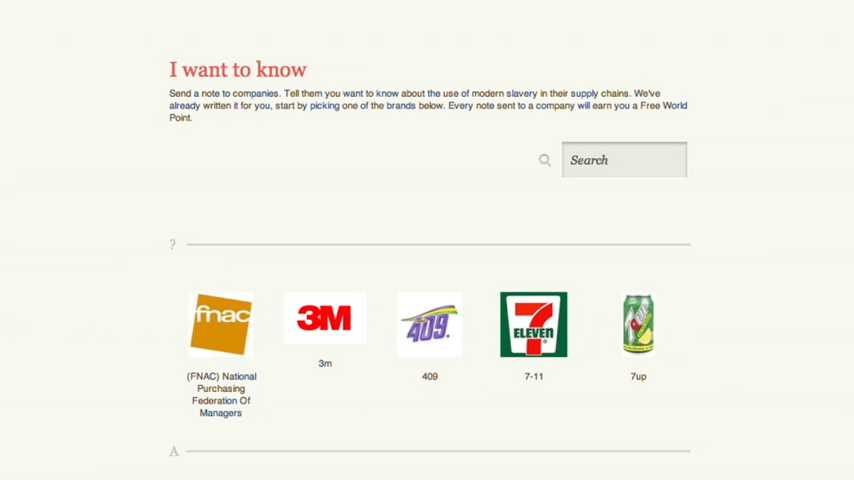 I want to know
Send a note to companies. Tell them you want to know about the use of modern slavery in their supply chains. We've
already written it for you, start by picking one of the brands below. Every note sent to a company will earn you a Free World
Point.
Search
?
fnac
3M
409.
7
ELEVEN
7up
(FNAC) National
Purchasing
Federation Of
Managers
3m
409
7-11
7up
A